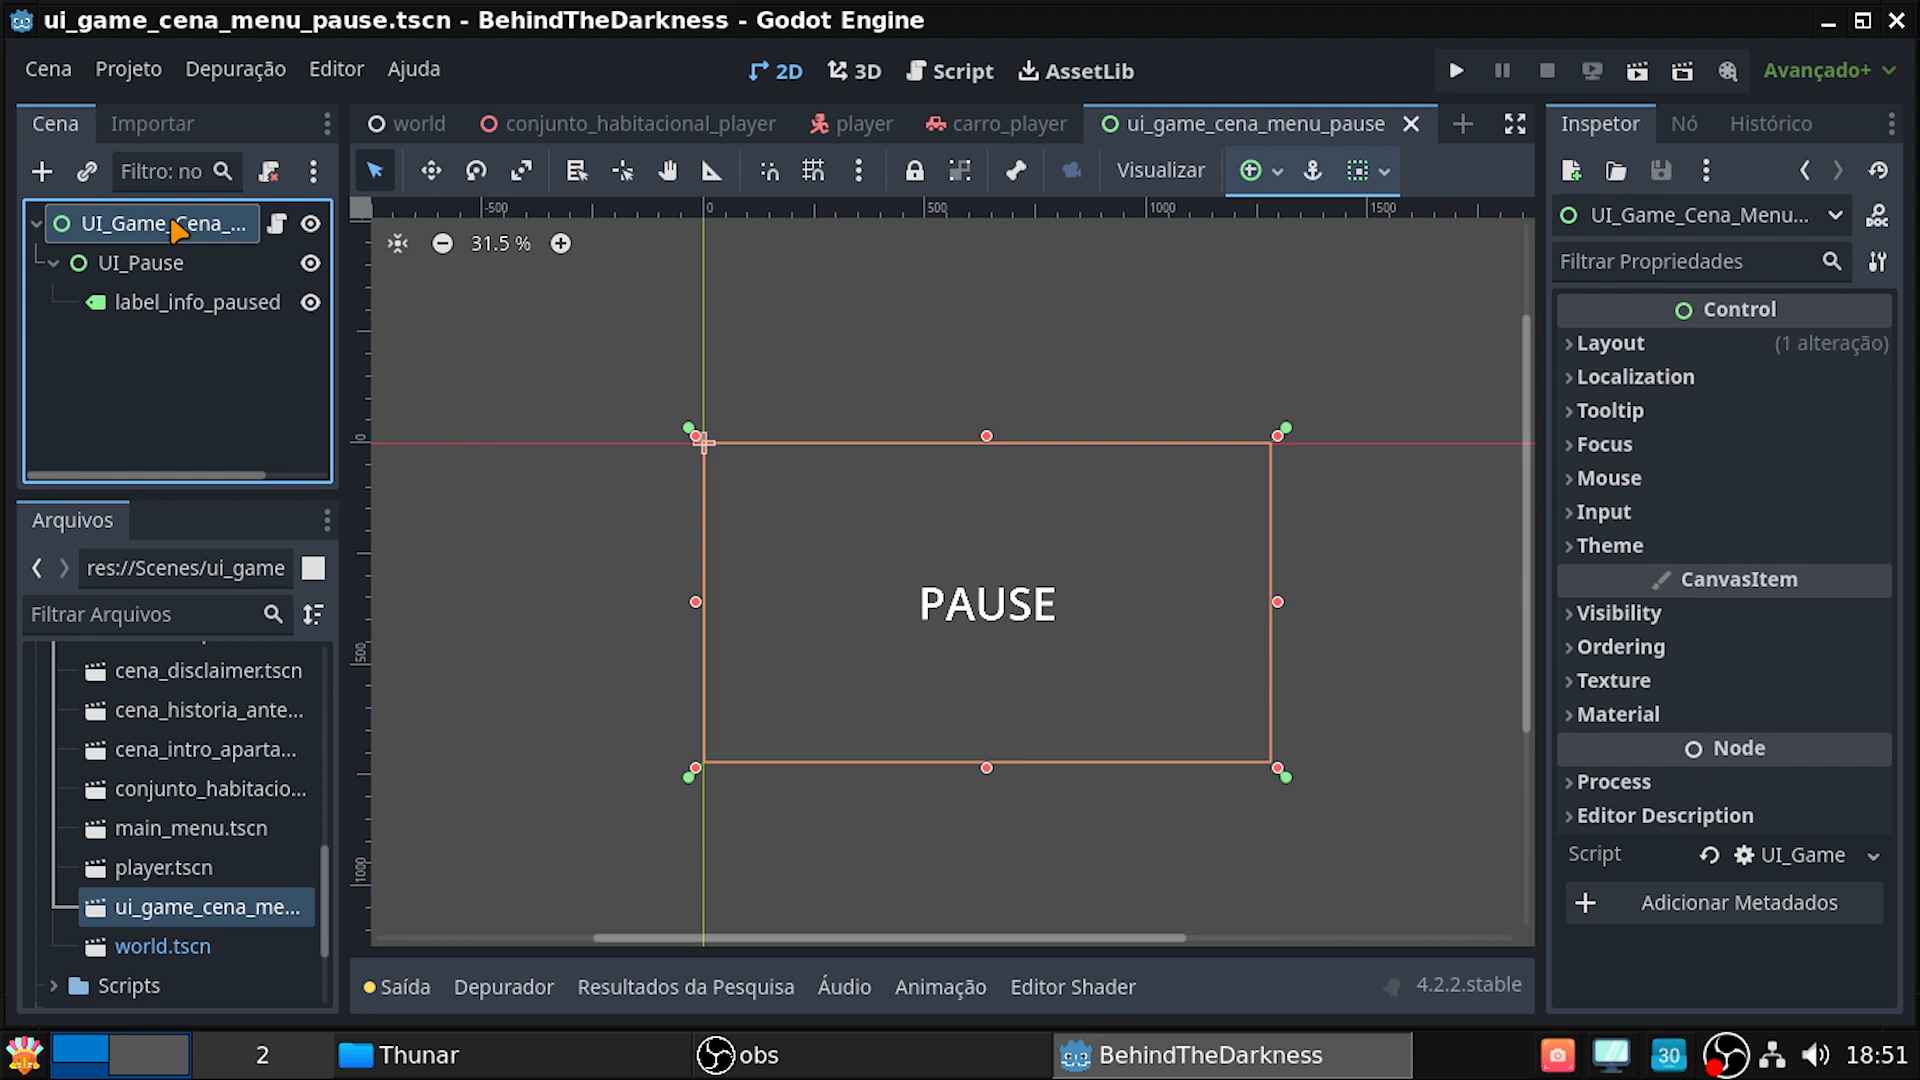 ui_game_cena_menu_pause.tscn - BehindTheDarkness - Godot Engine
Cena Projeto Depuração Editor Ajuda
2D 3D Script AssetLib
Avançado+
Cena Importar
world conjunto_habitacional_player player carro_player ui_game_cena_menu_pause
Inspetor Nó Histórico
Filtro: no
Visualizar
UI_Game_Cena_...
UI_Pause
label_info_paused
-500 0 500 1000 1500
31.5 %
0
500
1000
PAUSE
UI_Game_Cena_Menu...
Filtrar Propriedades
Control
Layout (1 alteração)
Localization
Tooltip
Focus
Mouse
Input
Theme
CanvasItem
Visibility
Ordering
Texture
Material
Node
Process
Editor Description
Script UI_Game
Adicionar Metadados
Arquivos
res://Scenes/ui_game
Filtrar Arquivos
cena_disclaimer.tscn
cena_historia_ante...
cena_intro_aparta...
conjunto_habitacio...
main_menu.tscn
player.tscn
ui_game_cena_me...
world.tscn
Scripts
Saída Depurador Resultados da Pesquisa Áudio Animação Editor Shader
4.2.2.stable
2 Thunar obs BehindTheDarkness 30 18:51